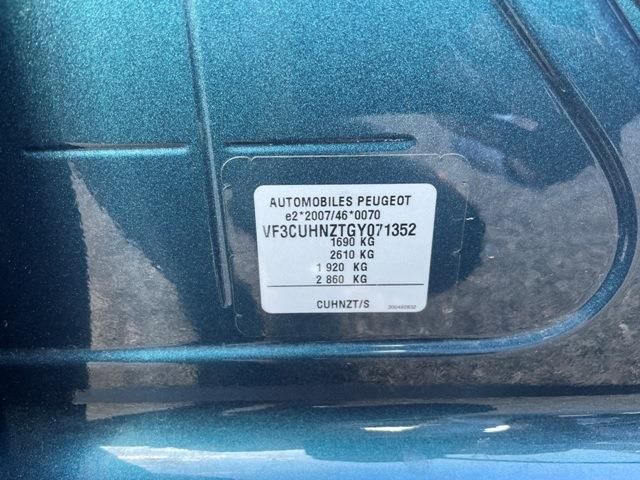 AUTOMOBILES PEUGEOT
e2*2007/46*0070
VF3CUHNZTGY071352
1690 KG
2610 KG
1 920 KG
2 860 KG
CUHNZT/S